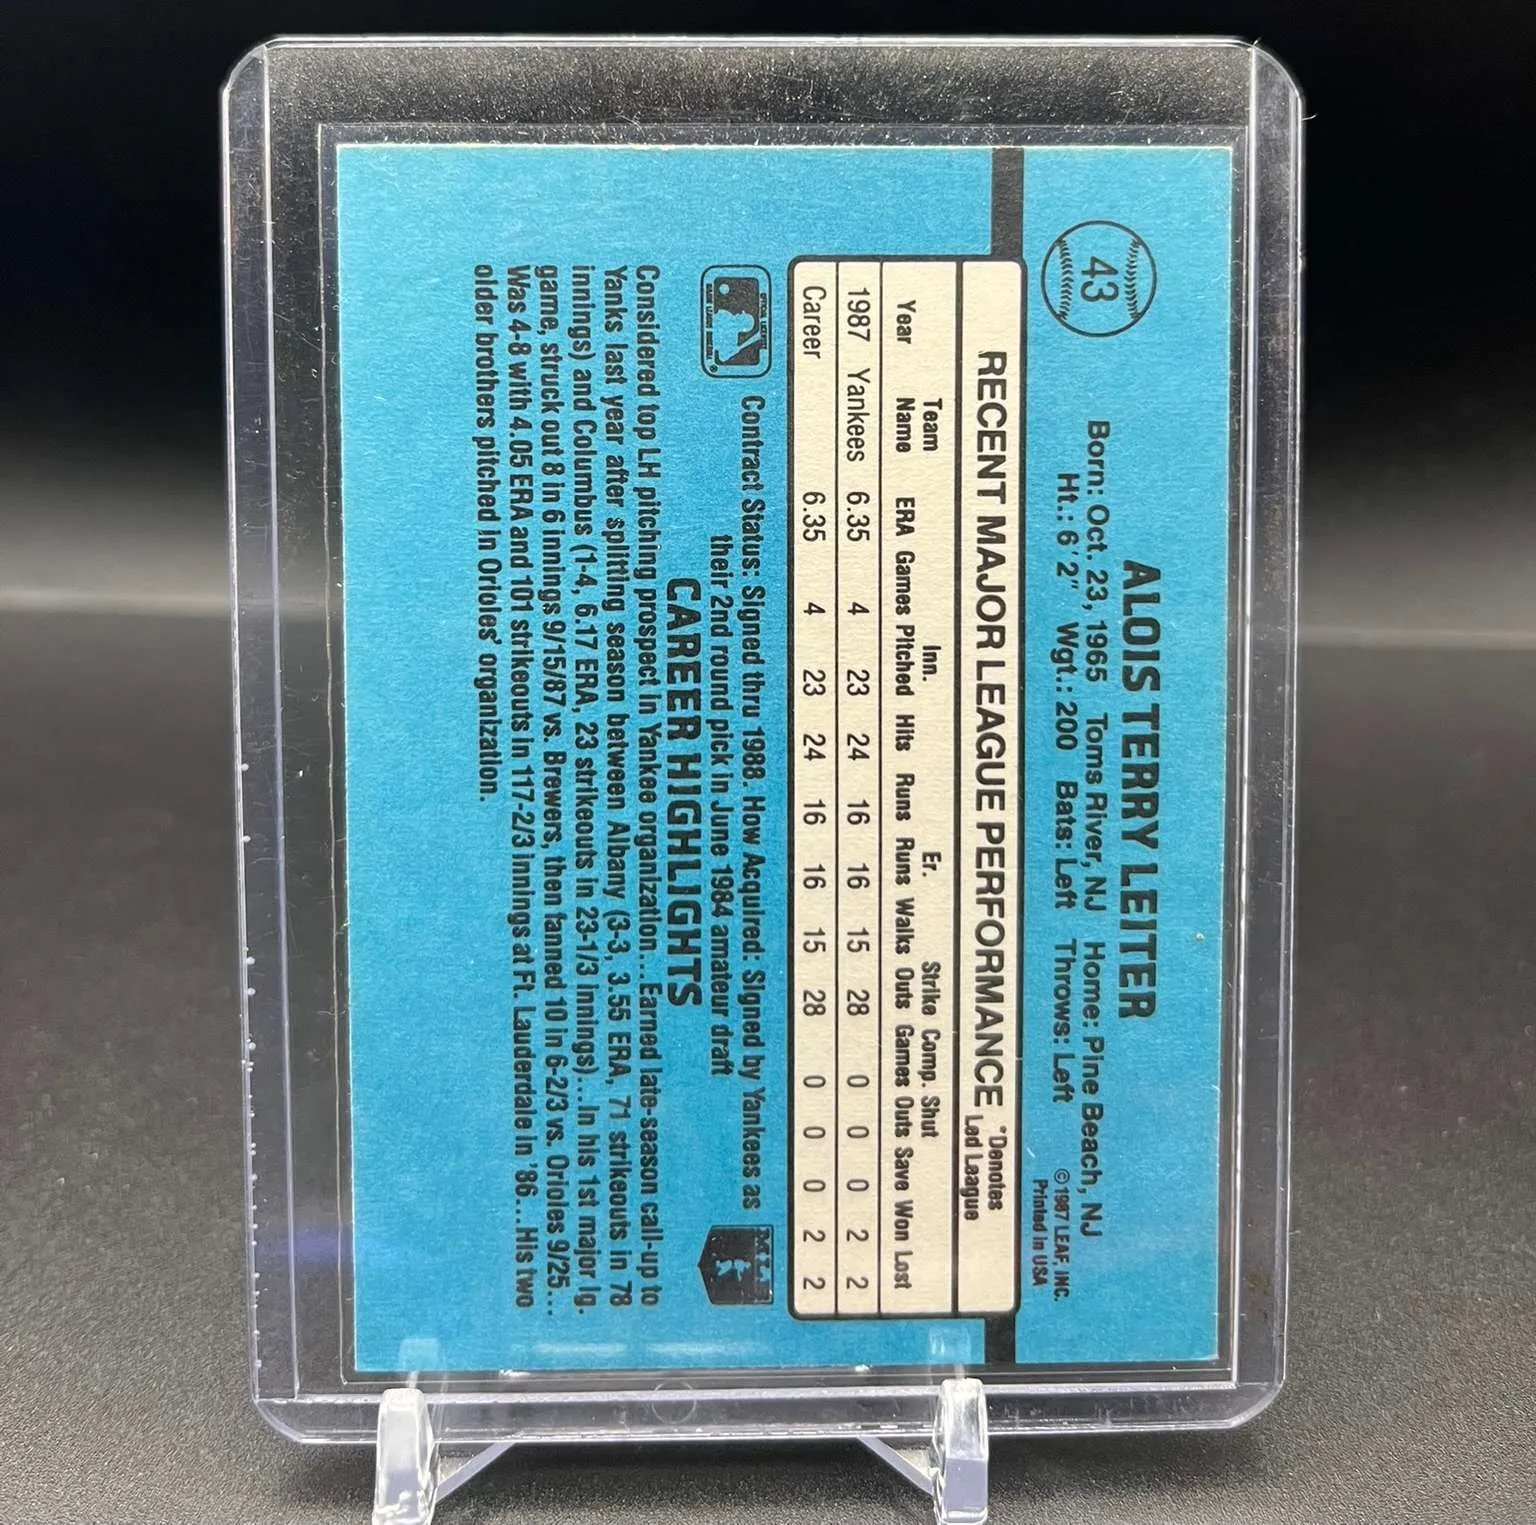 43
ALOIS TERRY LEITER
Born: Oct. 23, 1965 Toms River, NJ Home: Pine Beach, NJ
Ht.: 6'2" Wgt.: 200 Bats: Left Throws: Left
© 1987 LEAF, INC.
Printed in USA
RECENT MAJOR LEAGUE PERFORMANCE
*Denotes
Led League
Team Inn. Er. Strike Comp. Shut
Year Name ERA Games Pitched Hits Runs Runs Walks Outs Games Outs Save Won Lost
1987 Yankees 6.35 4 23 24 16 16 15 28 0 0 0 2 2
Career 6.35 4 23 24 16 16 15 28 0 0 0 2 2
Contract Status: Signed thru 1988. How Acquired: Signed by Yankees as
their 2nd round pick in June 1984 amateur draft
MLB
CAREER HIGHLIGHTS
Considered top LH pitching prospect in Yankee organization...Earned late-season call-up to
Yanks last year after splitting season between Albany (3-3, 3.55 ERA, 71 strikeouts in 78
innings) and Columbus (1-4, 6.17 ERA, 23 strikeouts in 23-1/3 innings)...In his 1st major lg.
game, struck out 8 in 6 innings 9/15/87 vs. Brewers, then fanned 10 in 6-2/3 vs. Orioles 9/25...
Was 4-8 with 4.05 ERA and 101 strikeouts in 117-2/3 innings at Ft. Lauderdale in '86...His two
older brothers pitched in Orioles' organization.